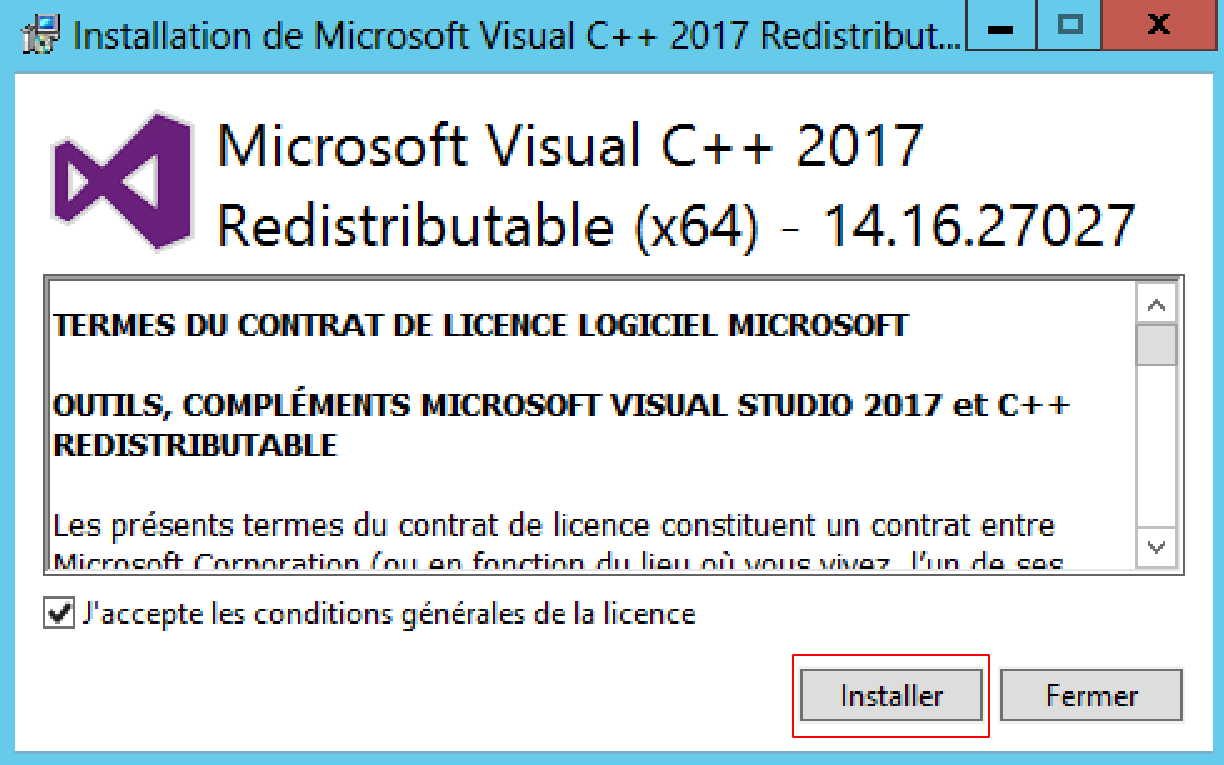 Installation de Microsoft Visual C++ 2017 Redistribut...
Microsoft Visual C++ 2017
Redistributable (x64) - 14.16.27027
TERMES DU CONTRAT DE LICENCE LOGICIEL MICROSOFT
OUTILS, COMPLÉMENTS MICROSOFT VISUAL STUDIO 2017 et C++
REDISTRIBUTABLE
Les présents termes du contrat de licence constituent un contrat entre
Microsoft Corporation (ou en fonction du lieu où vous vivez, l'un de ses
J'accepte les conditions générales de la licence
Installer Fermer